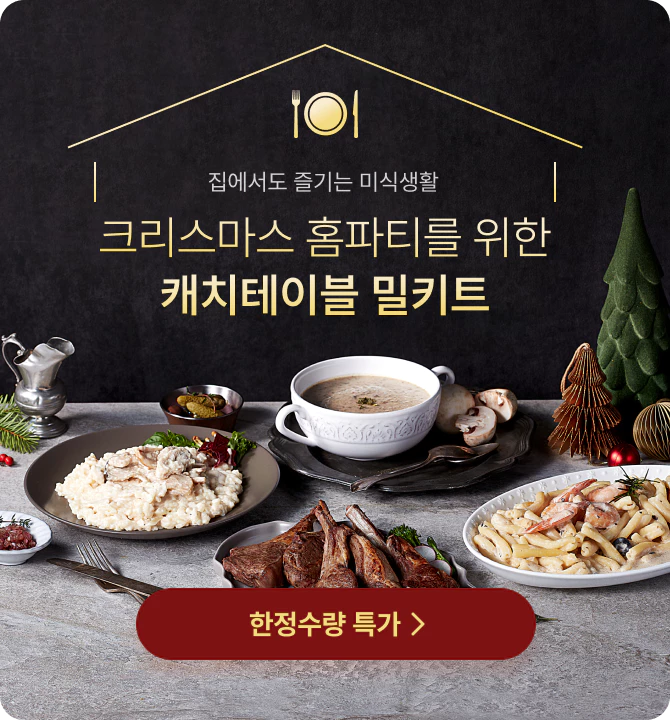 집에서도 즐기는 미식생활
크리스마스 홈파티를 위한
캐치테이블 밀키트
한정수량 특가 >